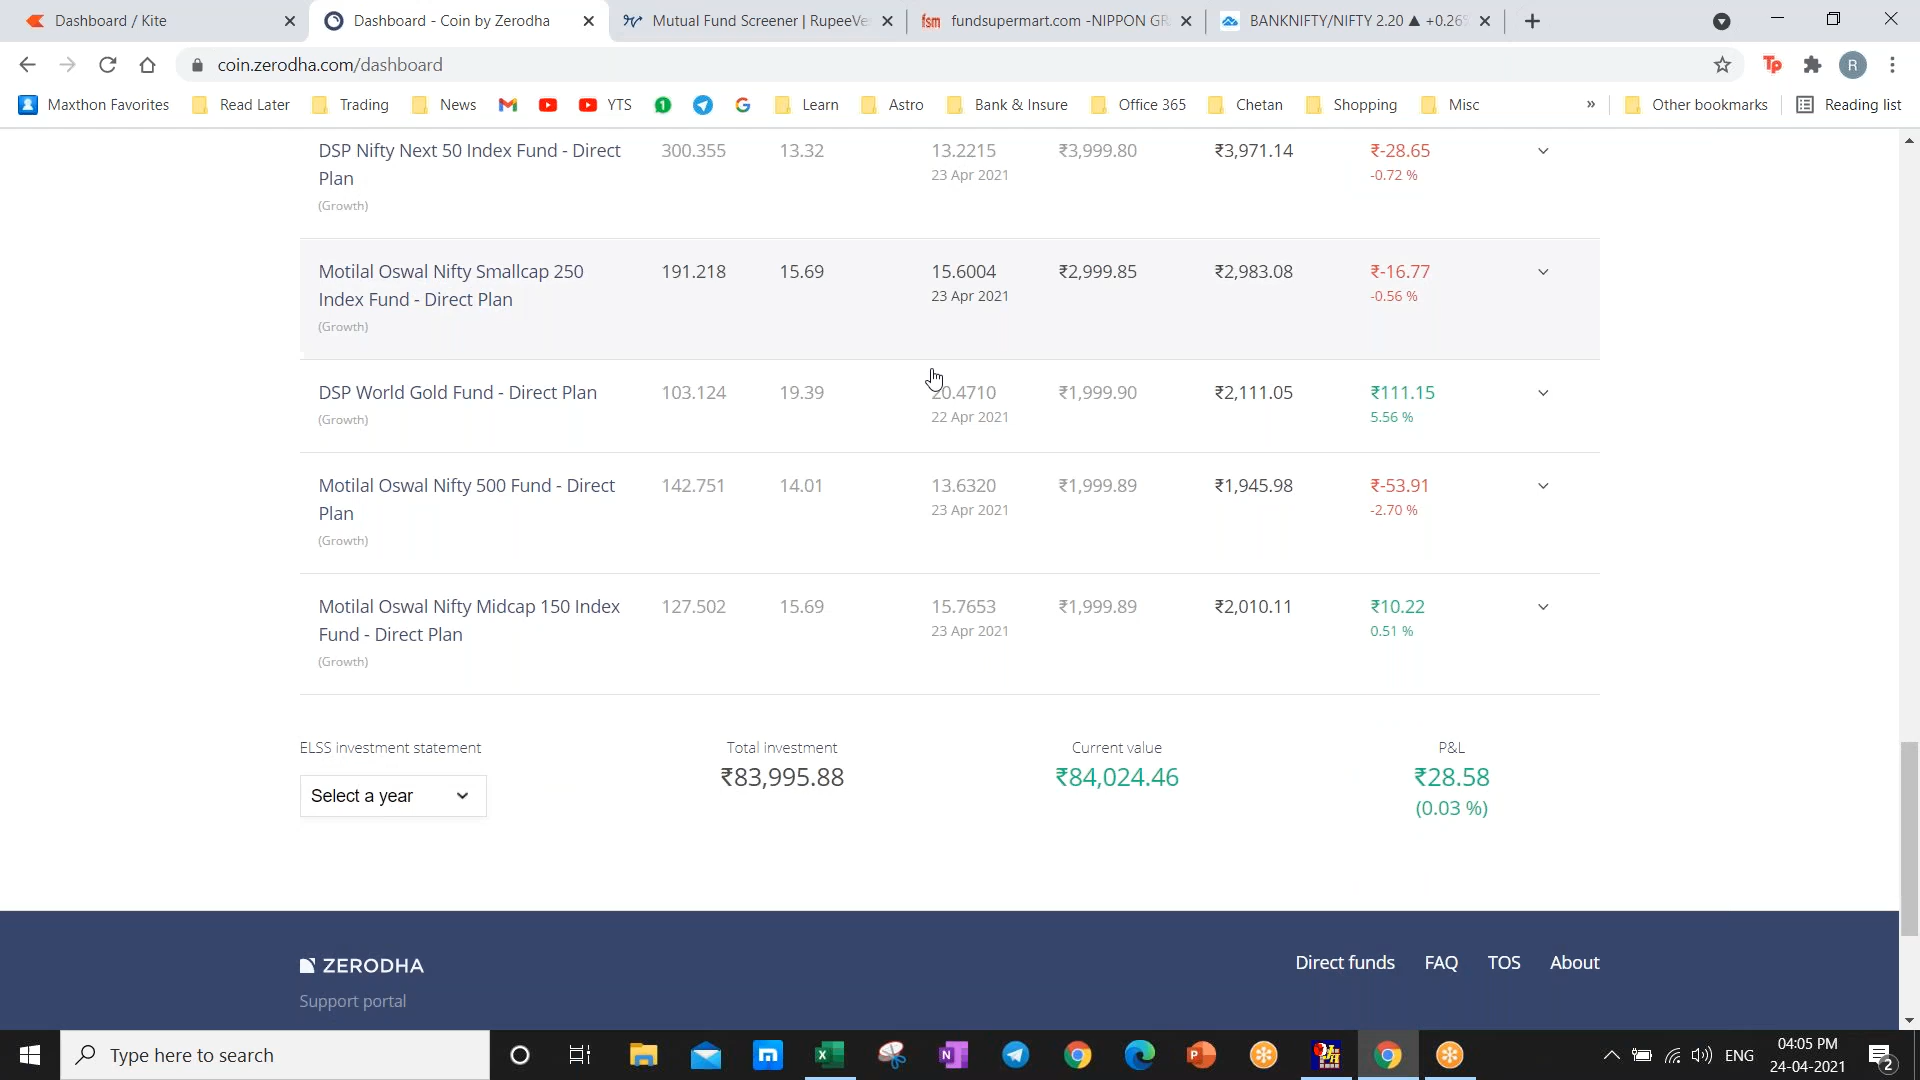 Dashboard / Kite
Dashboard - Coin by Zerodha
Mutual Fund Screener | RupeeVe
fundsupermart.com -NIPPON GR
BANKNIFTY/NIFTY 2.20 ▲ +0.26%
coin.zerodha.com/dashboard
Tp
R
Maxthon Favorites Read Later Trading News YTS 1 Learn Astro Bank & Insure Office 365 Chetan Shopping Misc » Other bookmarks Reading list
DSP Nifty Next 50 Index Fund - Direct 300.355 13.32 13.2215 ₹3,999.80 ₹3,971.14 ₹-28.65
Plan 23 Apr 2021 -0.72 %
(Growth)
Motilal Oswal Nifty Smallcap 250 191.218 15.69 15.6004 ₹2,999.85 ₹2,983.08 ₹-16.77
Index Fund - Direct Plan 23 Apr 2021 -0.56 %
(Growth)
DSP World Gold Fund - Direct Plan 103.124 19.39 20.4710 ₹1,999.90 ₹2,111.05 ₹111.15
(Growth) 22 Apr 2021 5.56 %
Motilal Oswal Nifty 500 Fund - Direct 142.751 14.01 13.6320 ₹1,999.89 ₹1,945.98 ₹-53.91
Plan 23 Apr 2021 -2.70 %
(Growth)
Motilal Oswal Nifty Midcap 150 Index 127.502 15.69 15.7653 ₹1,999.89 ₹2,010.11 ₹10.22
Fund - Direct Plan 23 Apr 2021 0.51 %
(Growth)
ELSS investment statement Total investment Current value P&L
Select a year ₹83,995.88 ₹84,024.46 ₹28.58
(0.03 %)
ZERODHA Direct funds FAQ TOS About
Support portal
Type here to search
ENG
04:05 PM
24-04-2021
2